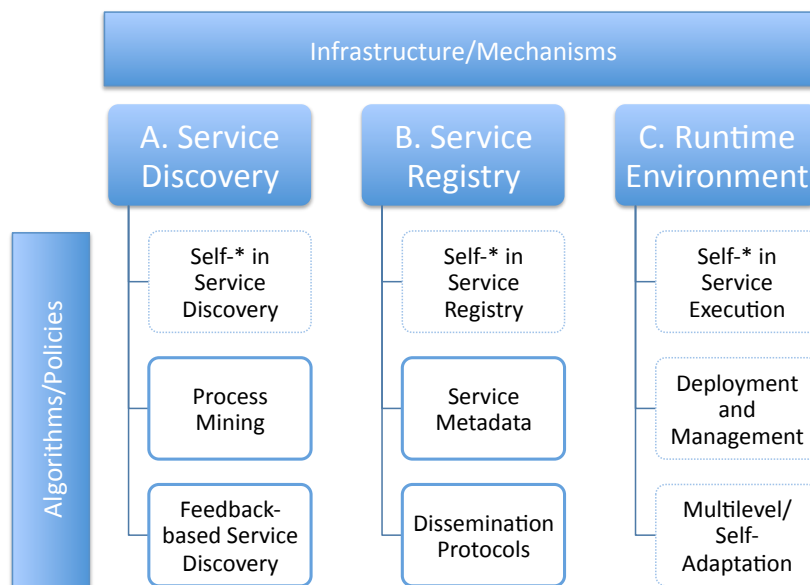 Infrastructure/Mechanisms
A. Service
Discovery
B. Service
Registry
C. Runtime
Environment
Algorithms/Policies
Self-* in
Service
Discovery
Self-* in
Service
Registry
Self-* in
Service
Execution
Process
Mining
Service
Metadata
Deployment
and
Management
Feedback-
based Service
Discovery
Dissemination
Protocols
Multilevel/
Self-
Adaptation